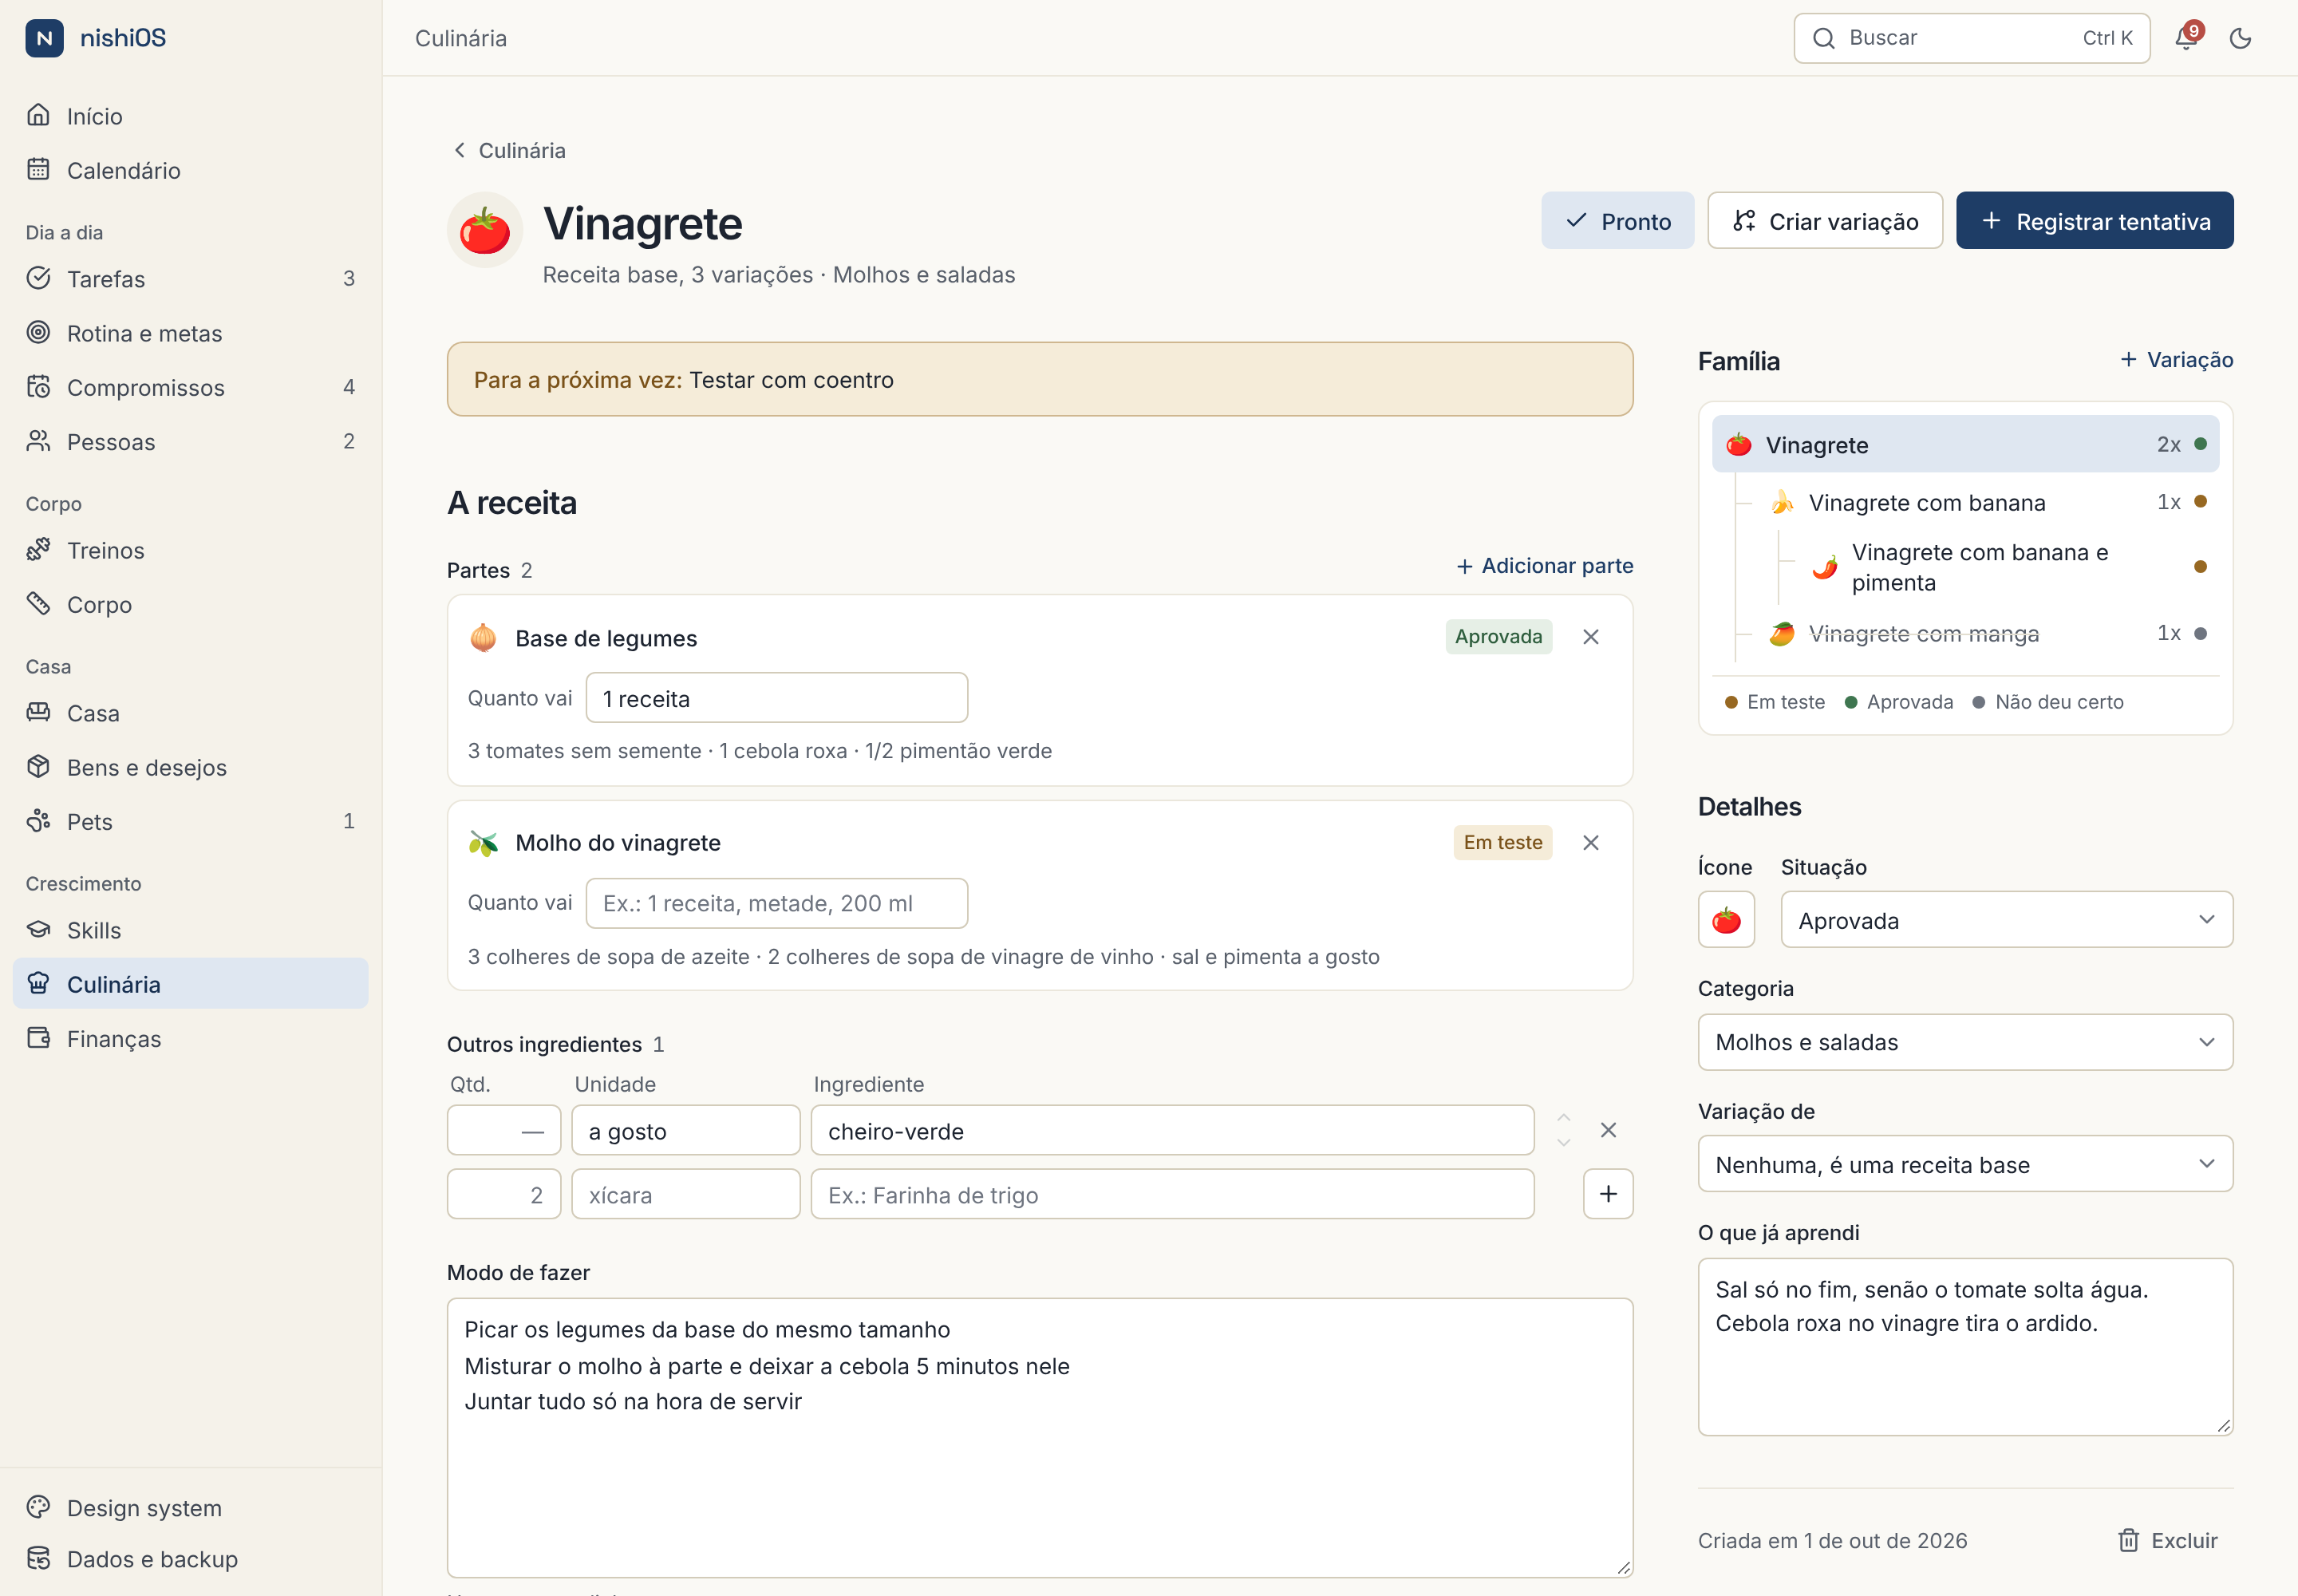 N nishiOS
Início
Calendário
Dia a dia
Tarefas 3
Rotina e metas
Compromissos 4
Pessoas 2
Corpo
Treinos
Corpo
Casa
Casa
Bens e desejos
Pets 1
Crescimento
Skills
Culinária
Finanças
Design system
Dados e backup
Culinária
Buscar Ctrl K
9
Culinária
Vinagrete
Receita base, 3 variações · Molhos e saladas
Pronto
Criar variação
Registrar tentativa
Para a próxima vez: Testar com coentro
A receita
Partes 2
Adicionar parte
Base de legumes
Aprovada
Quanto vai 1 receita
3 tomates sem semente · 1 cebola roxa · 1/2 pimentão verde
Molho do vinagrete
Em teste
Quanto vai Ex.: 1 receita, metade, 200 ml
3 colheres de sopa de azeite · 2 colheres de sopa de vinagre de vinho · sal e pimenta a gosto
Outros ingredientes 1
Qtd. Unidade Ingrediente
— a gosto cheiro-verde
2 xícara Ex.: Farinha de trigo
Modo de fazer
Picar os legumes da base do mesmo tamanho
Misturar o molho à parte e deixar a cebola 5 minutos nele
Juntar tudo só na hora de servir
Família
Variação
Vinagrete 2x
Vinagrete com banana 1x
Vinagrete com banana e
pimenta
Vinagrete com manga 1x
Em teste Aprovada Não deu certo
Detalhes
Ícone Situação
Aprovada
Categoria
Molhos e saladas
Variação de
Nenhuma, é uma receita base
O que já aprendi
Sal só no fim, senão o tomate solta água.
Cebola roxa no vinagre tira o ardido.
Criada em 1 de out de 2026
Excluir